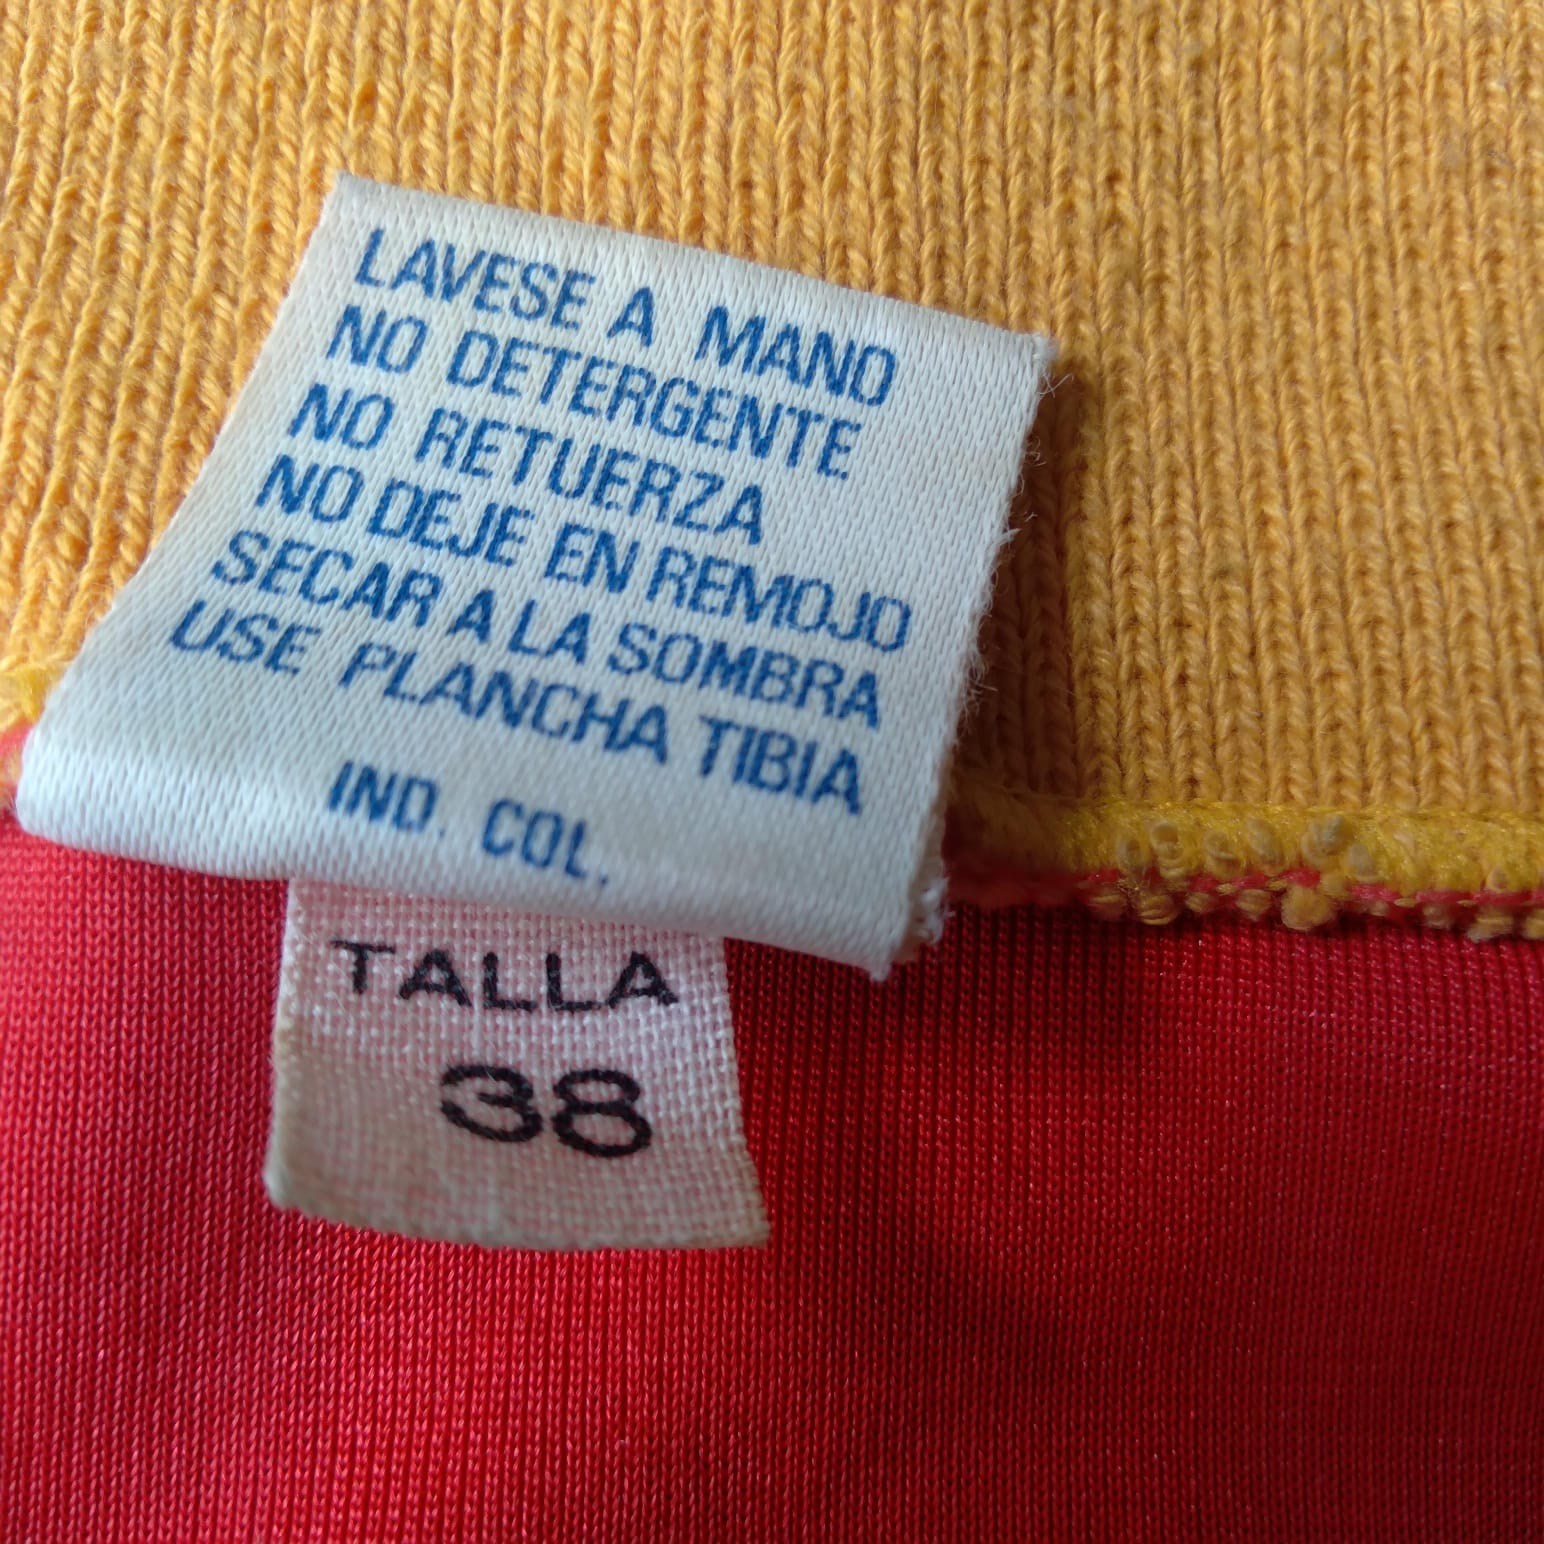 LAVESE A MANO
NO DETERGENTE
NO RETUERZA
NO DEJE EN REMOJO
SECAR A LA SOMBRA
USE PLANCHA TIBIA
IND. COL.
TALLA
38